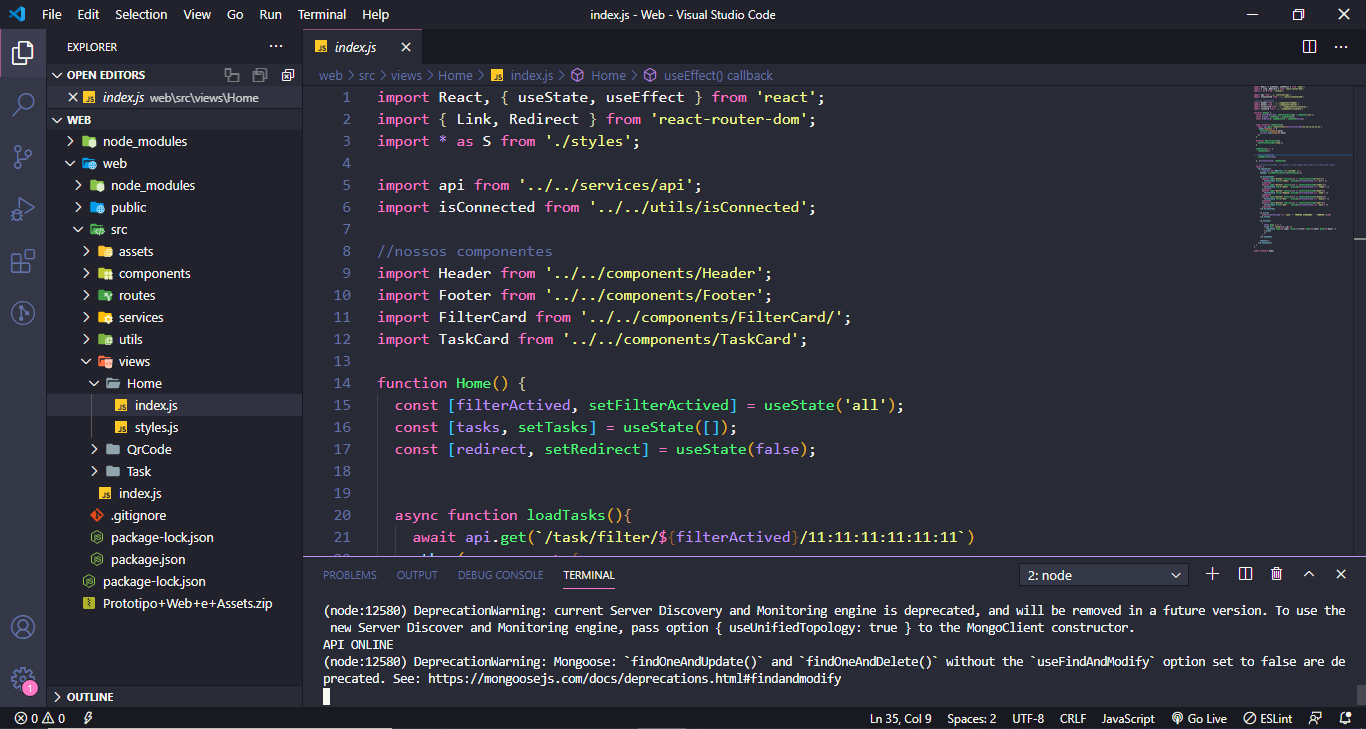 File Edit Selection View Go Run Terminal Help
index.js - Web - Visual Studio Code
EXPLORER
OPEN EDITORS
index.js web\src\views\Home
WEB
node_modules
web
node_modules
public
src
assets
components
routes
services
utils
views
Home
index.js
styles.js
QrCode
Task
index.js
.gitignore
package-lock.json
package.json
package-lock.json
Prototipo+Web+e+Assets.zip
OUTLINE
JS index.js
web > src > views > Home > JS index.js > Home > useEffect() callback
1 import React, { useState, useEffect } from 'react';
2 import { Link, Redirect } from 'react-router-dom';
3 import * as S from './styles';
4
5 import api from '../../services/api';
6 import isConnected from '../../utils/isConnected';
7
8 //nossos componentes
9 import Header from '../../components/Header';
10 import Footer from '../../components/Footer';
11 import FilterCard from '../../components/FilterCard/';
12 import TaskCard from '../../components/TaskCard';
13
14 function Home() {
15 const [filterActived, setFilterActived] = useState('all');
16 const [tasks, setTasks] = useState([]);
17 const [redirect, setRedirect] = useState(false);
18
19
20 async function loadTasks(){
21 await api.get(`/task/filter/${filterActived}/11:11:11:11:11:11`)
PROBLEMS OUTPUT DEBUG CONSOLE TERMINAL
2: node
(node:12580) DeprecationWarning: current Server Discovery and Monitoring engine is deprecated, and will be removed in a future version. To use the
new Server Discover and Monitoring engine, pass option { useUnifiedTopology: true } to the MongoClient constructor.
API ONLINE
(node:12580) DeprecationWarning: Mongoose: `findOneAndUpdate()` and `findOneAndDelete()` without the `useFindAndModify` option set to false are de
precated. See: https://mongoosejs.com/docs/deprecations.html#findandmodify
1
0 0
Ln 35, Col 9 Spaces: 2 UTF-8 CRLF JavaScript Go Live ESLint